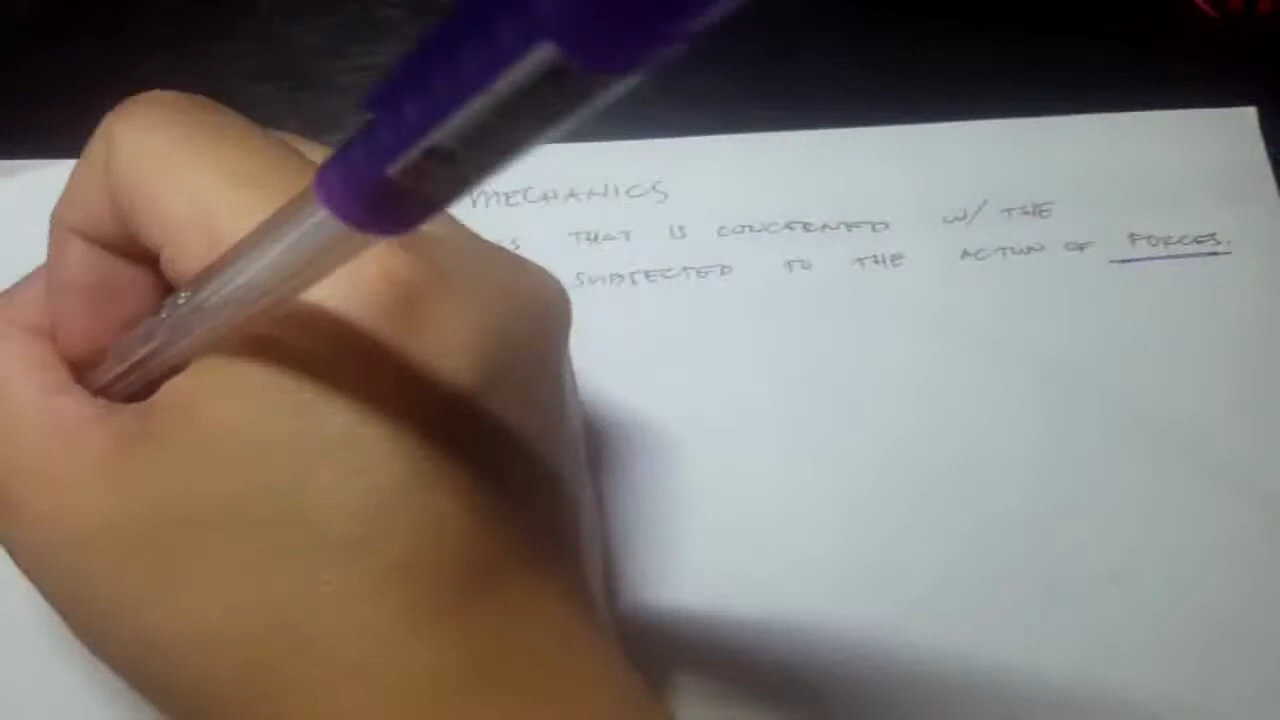 MECHANICS
THAT IS CONCERNED W/ THE
SUBJECTED TO THE ACTION OF FORCES.